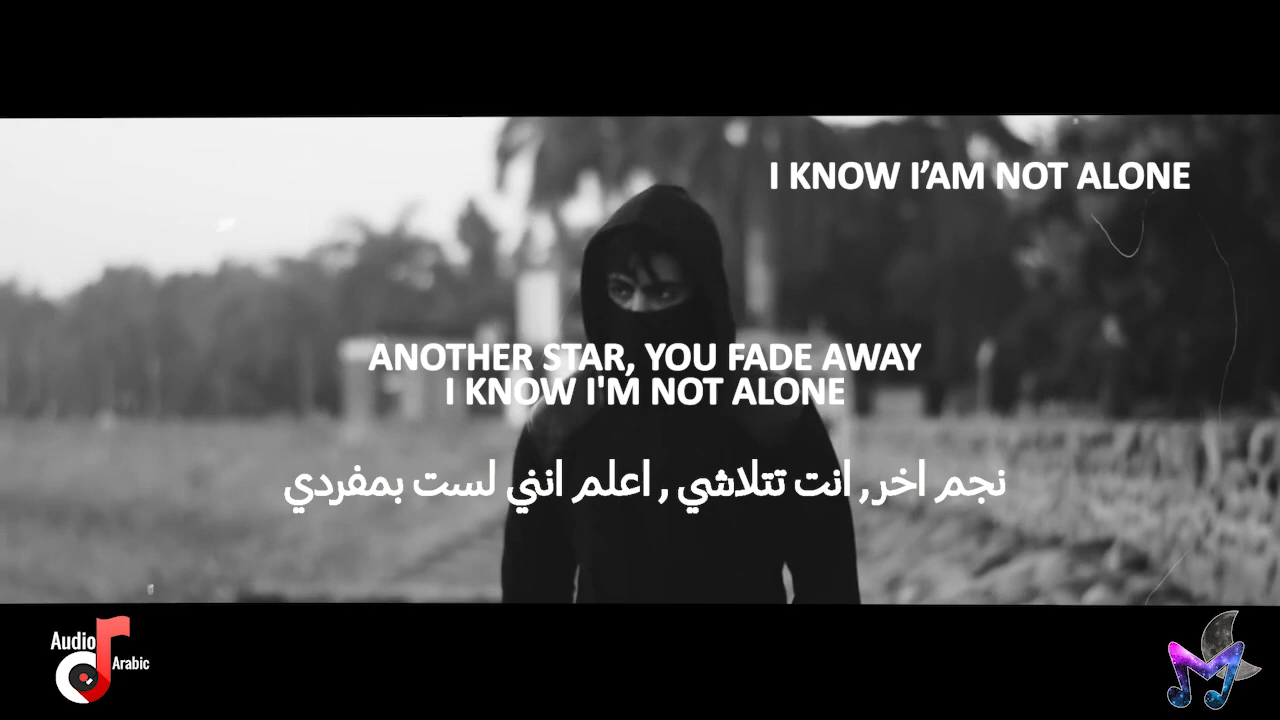 I KNOW I’AM NOT ALONE
ANOTHER STAR, YOU FADE AWAY
I KNOW I'M NOT ALONE
نجم اخر, انت تتلاشي , اعلم انني لست بمفردي
Audio
Arabic